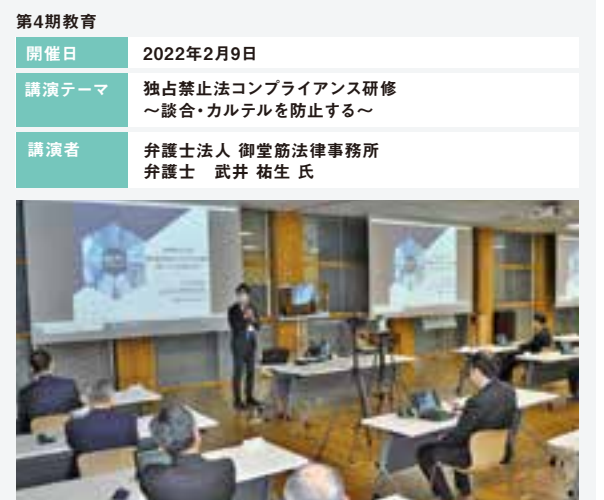 第4期教育
開催日
2022年2月9日
講演テーマ
独占禁止法コンプライアンス研修
～談合・カルテルを防止する～
講演者
弁護士法人 御堂筋法律事務所
弁護士　武井 祐生 氏